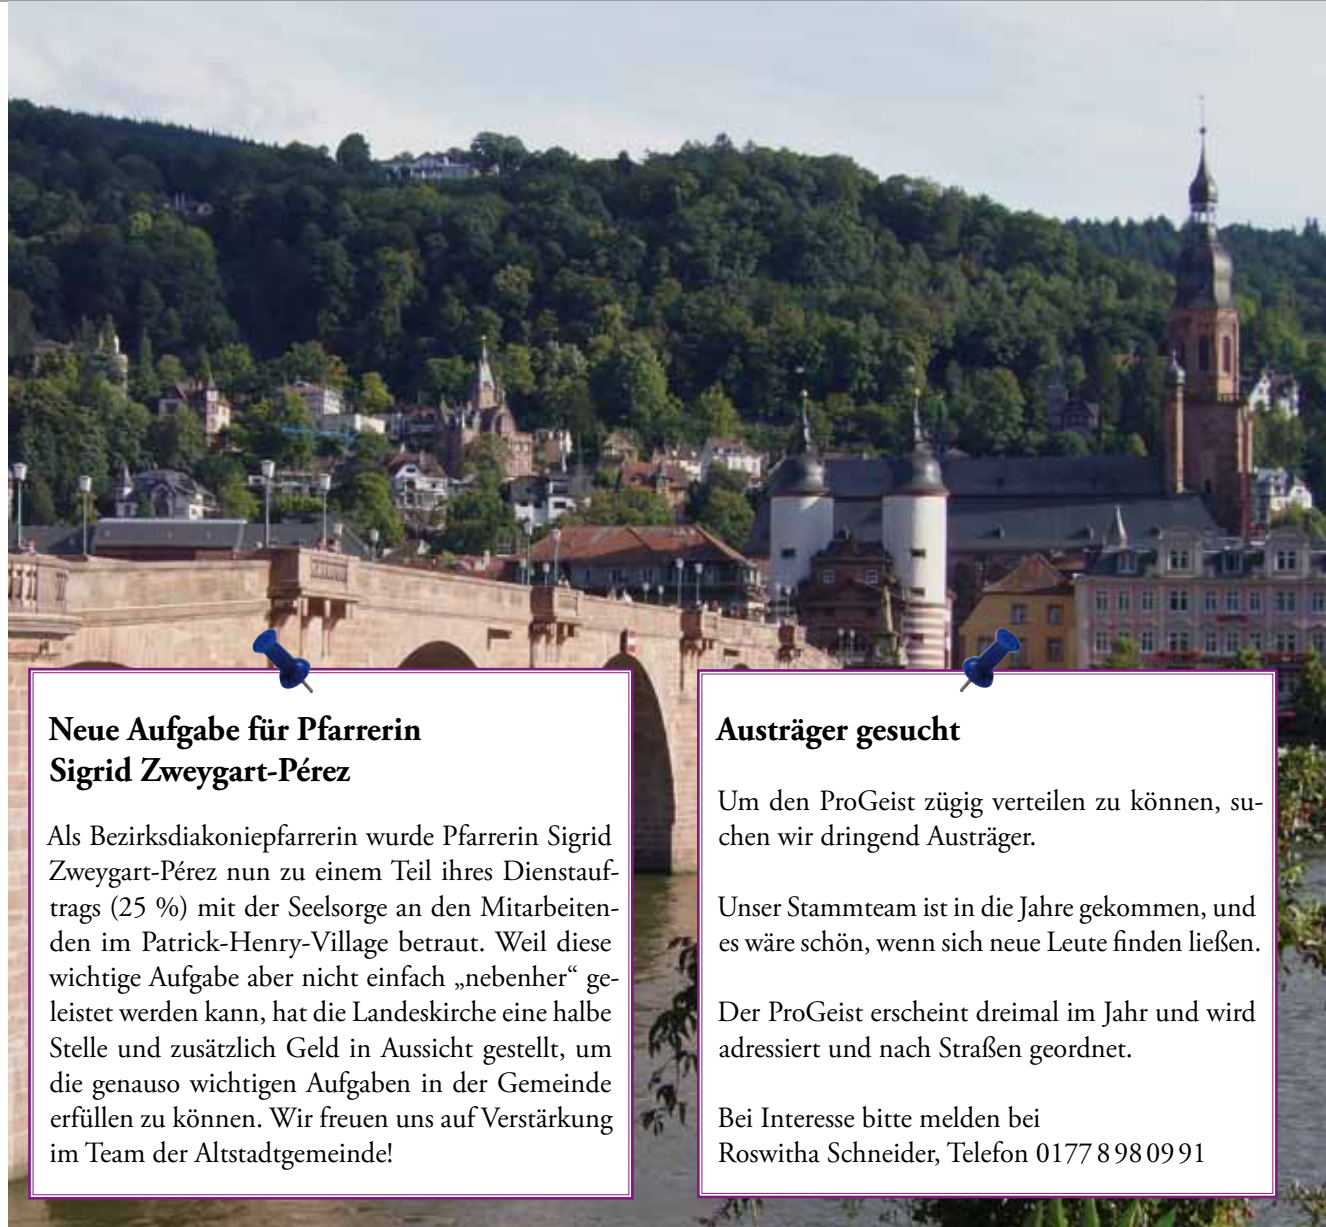 Neue Aufgabe für Pfarrerin
Sigrid Zweygart-Pérez
Als Bezirksdiakoniepfarrerin wurde Pfarrerin Sigrid
Zweygart-Pérez nun zu einem Teil ihres Dienstauf-
trags (25 %) mit der Seelsorge an den Mitarbeiten-
den im Patrick-Henry-Village betraut. Weil diese
wichtige Aufgabe aber nicht einfach „nebenher“ ge-
leistet werden kann, hat die Landeskirche eine halbe
Stelle und zusätzlich Geld in Aussicht gestellt, um
die genauso wichtigen Aufgaben in der Gemeinde
erfüllen zu können. Wir freuen uns auf Verstärkung
im Team der Altstadtgemeinde!
Austräger gesucht
Um den ProGeist zügig verteilen zu können, su-
chen wir dringend Austräger.
Unser Stammteam ist in die Jahre gekommen, und
es wäre schön, wenn sich neue Leute finden ließen.
Der ProGeist erscheint dreimal im Jahr und wird
adressiert und nach Straßen geordnet.
Bei Interesse bitte melden bei
Roswitha Schneider, Telefon 0177 8 98 09 91